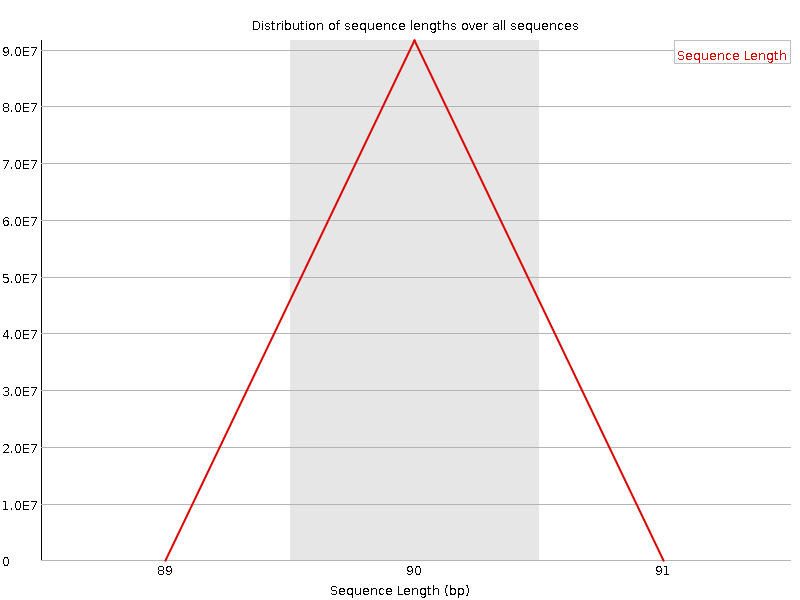 Distribution of sequence lengths over all sequences
Sequence Length
9.0E7
8.0E7
7.0E7
6.0E7
5.0E7
4.0E7
3.0E7
2.0E7
1.0E7
0
89 90 91
Sequence Length (bp)